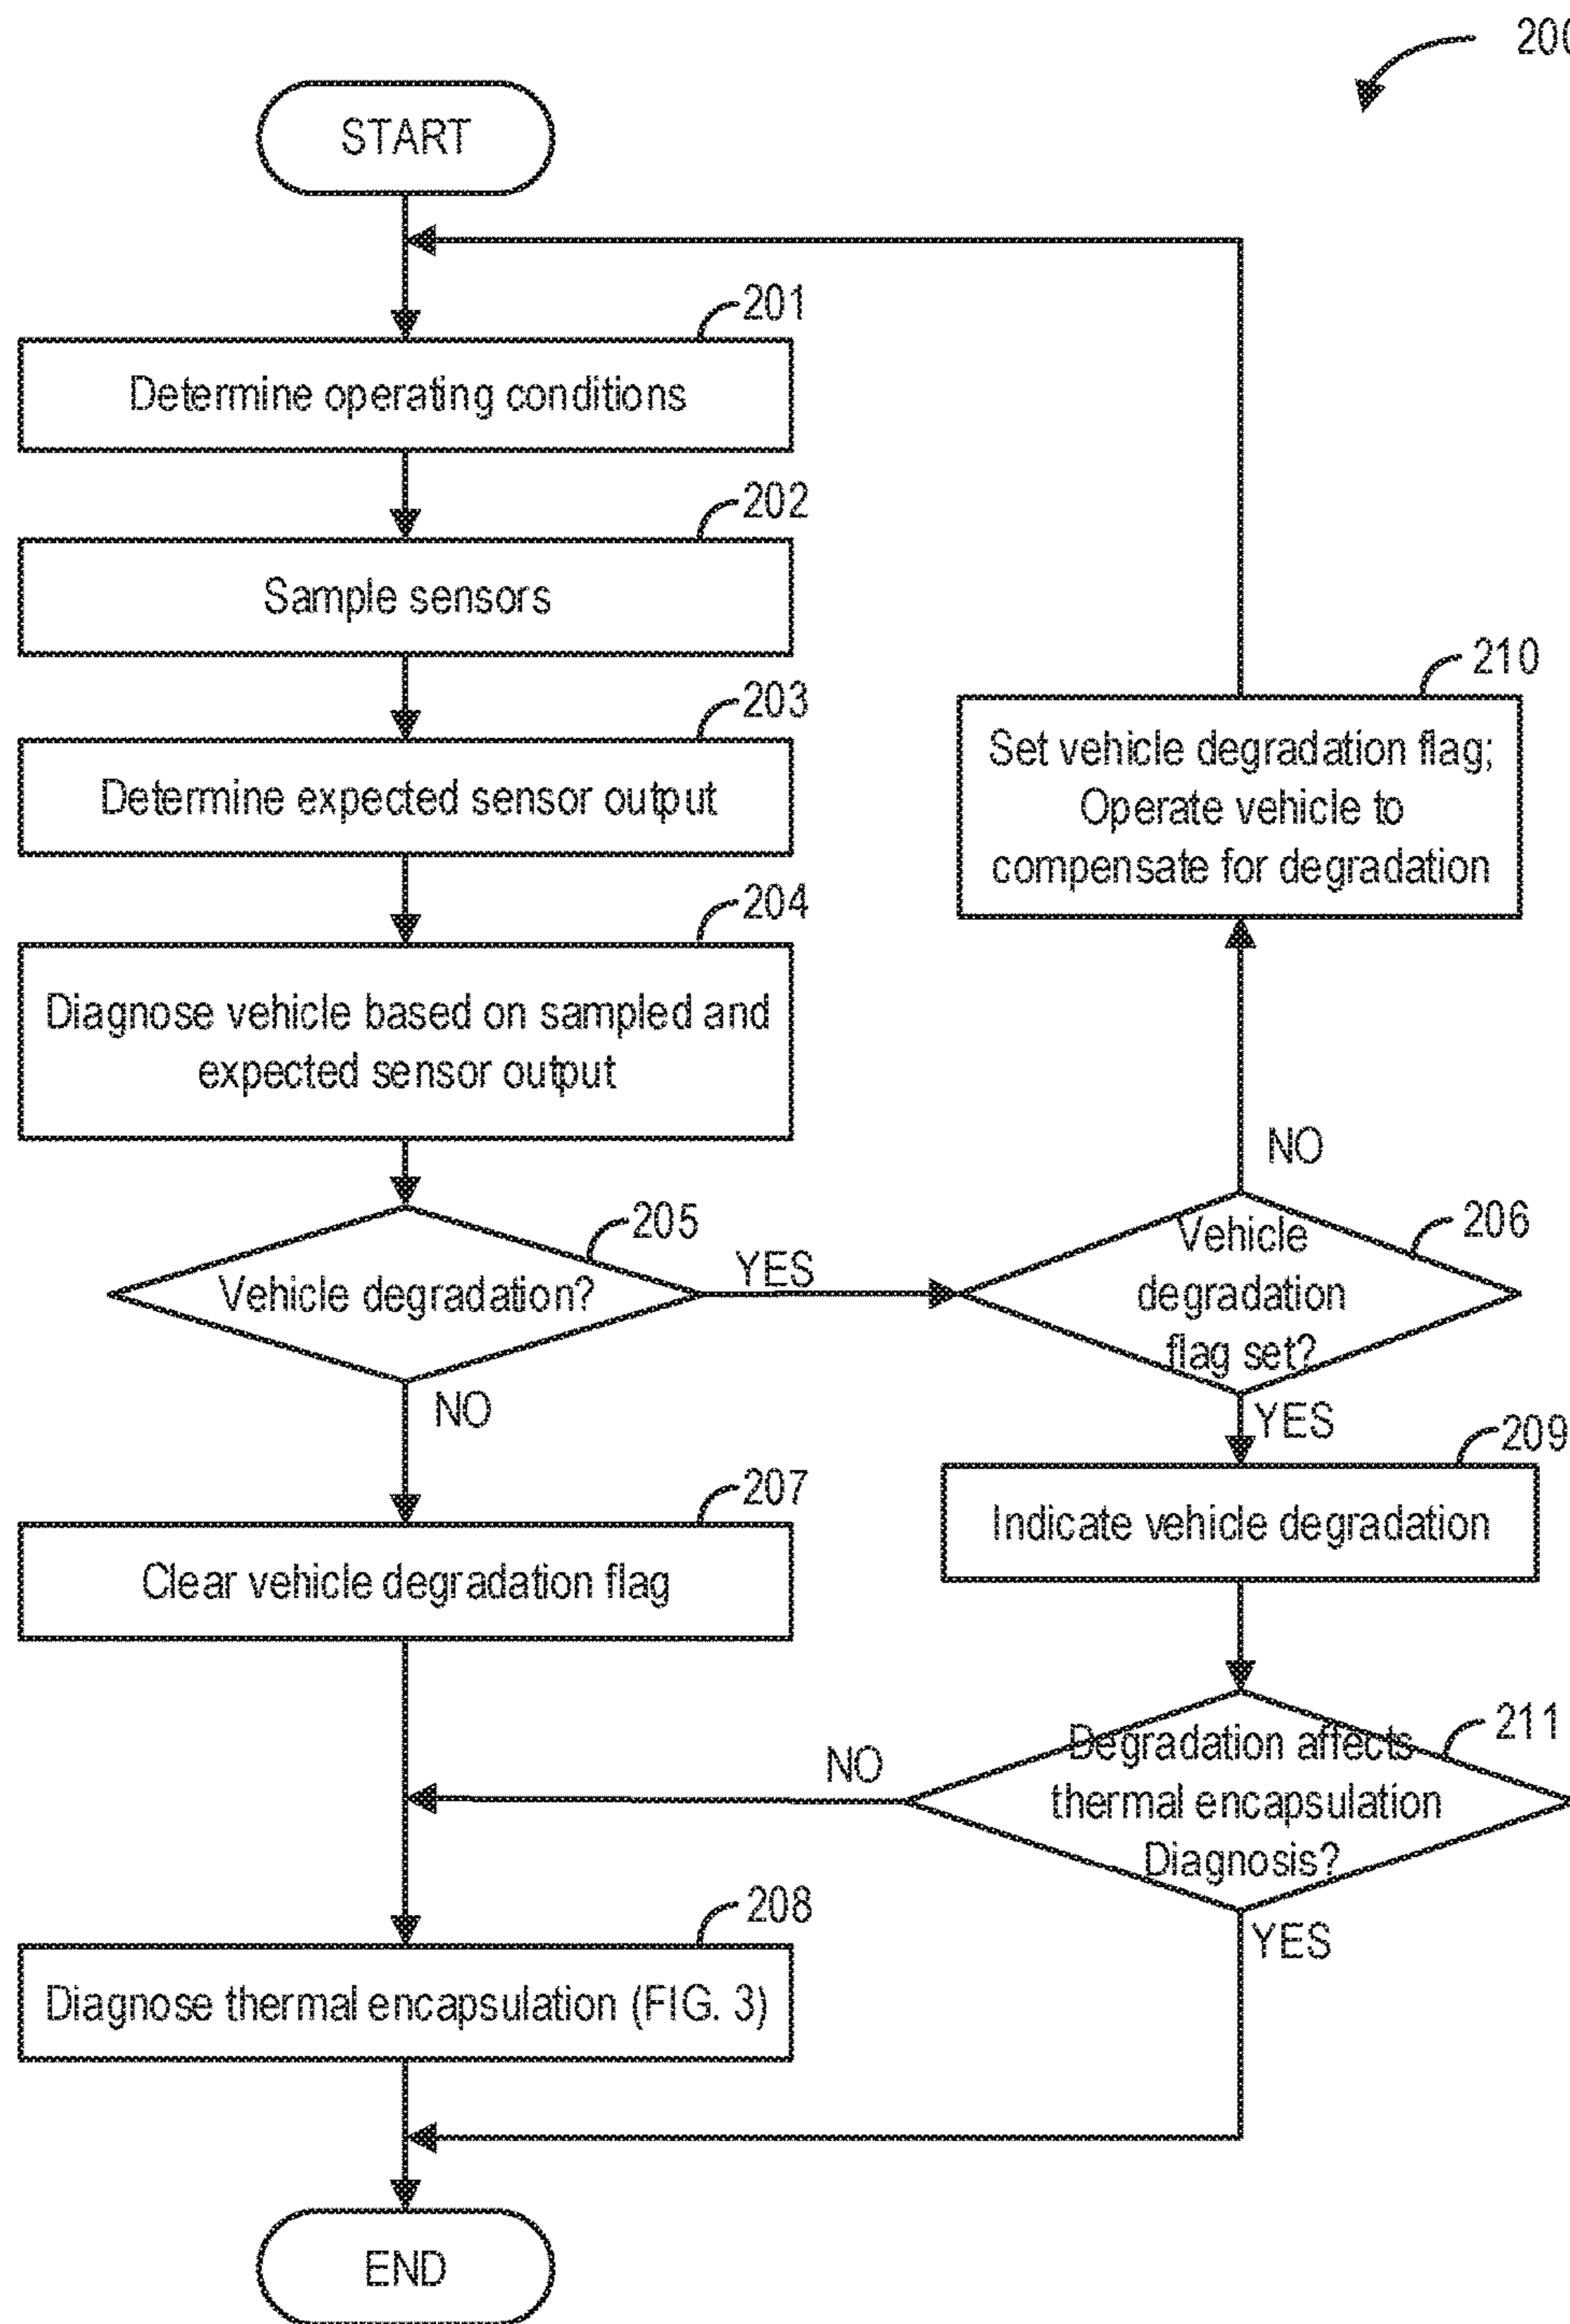 200
START
201
Determine operating conditions
202
Sample sensors
203
Determine expected sensor output
210
Set vehicle degradation flag;
Operate vehicle to
compensate for degradation
204
Diagnose vehicle based on sampled and
expected sensor output
NO
205
Vehicle degradation?
YES
206
Vehicle
degradation
flag set?
NO
YES
207
Clear vehicle degradation flag
209
Indicate vehicle degradation
NO
211
Degradation affects
thermal encapsulation
Diagnosis?
YES
208
Diagnose thermal encapsulation (FIG. 3)
END